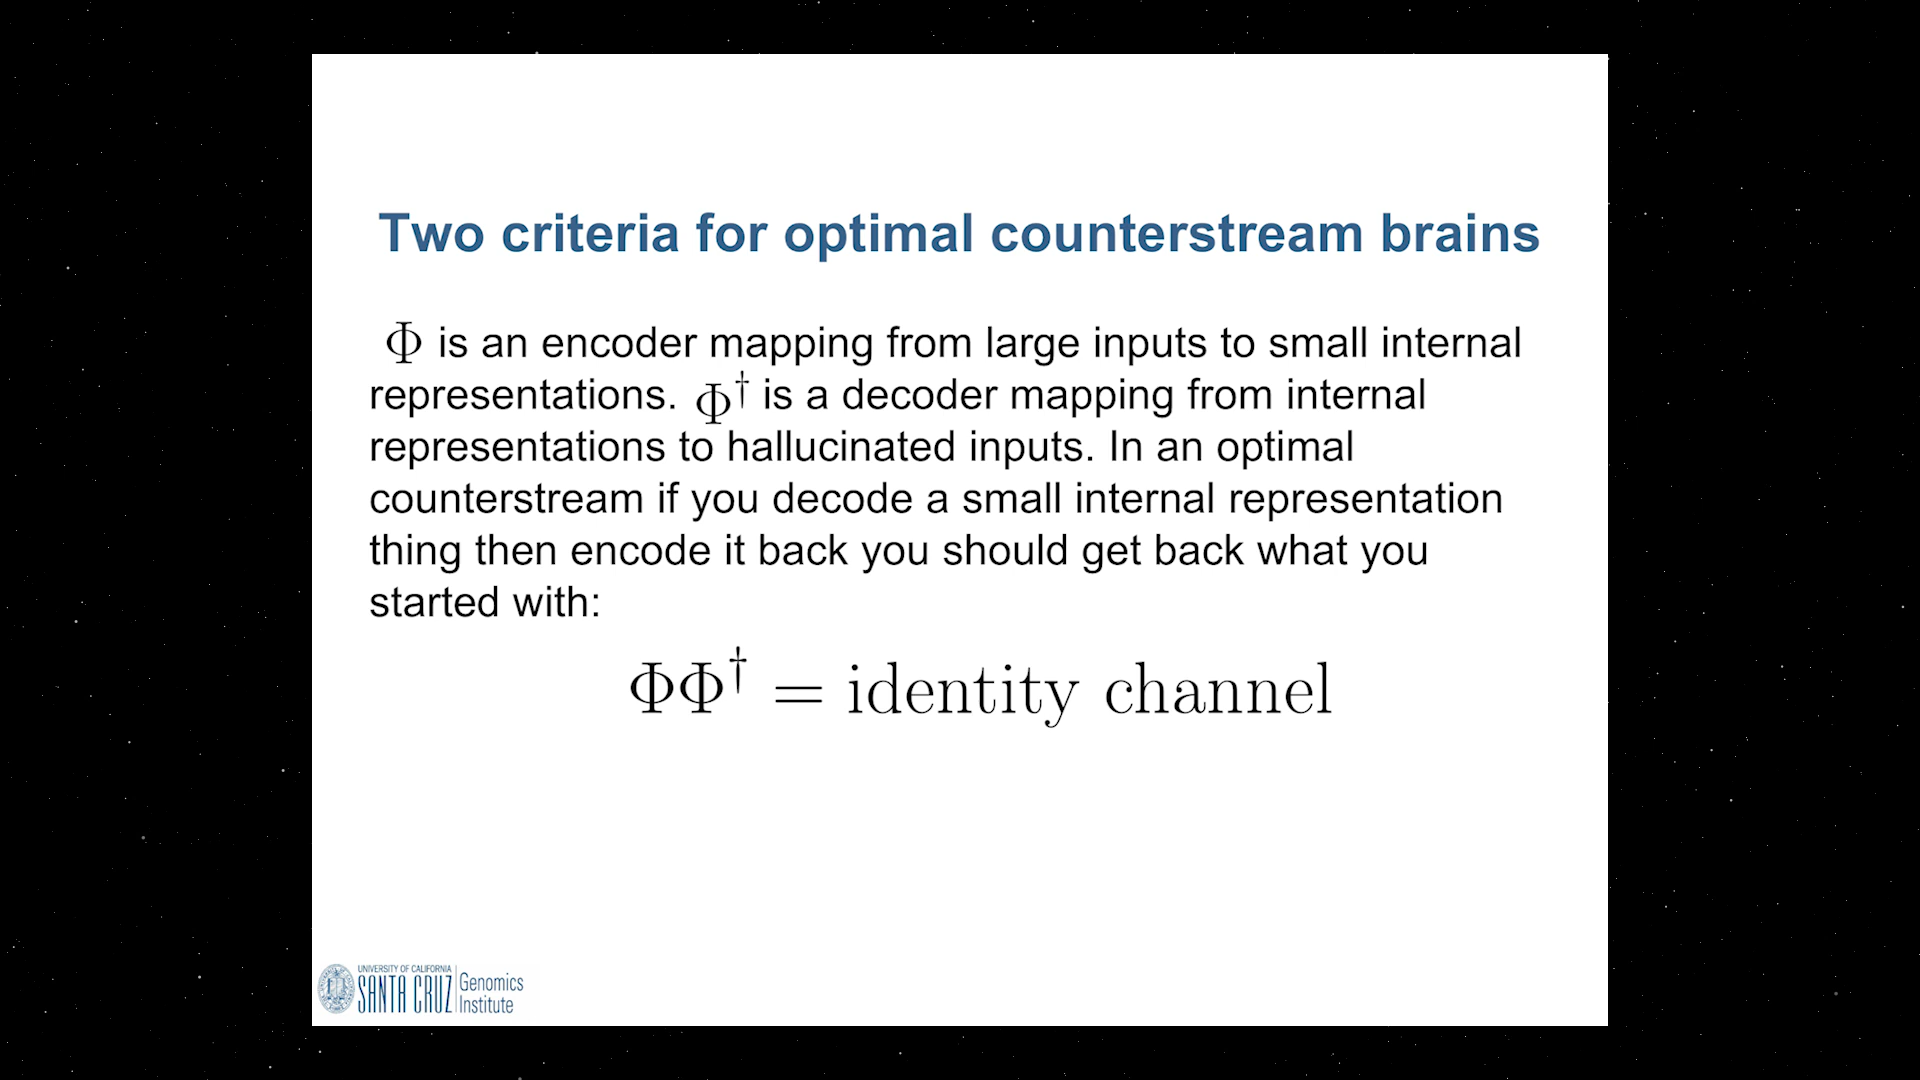 Two criteria for optimal counterstream brains
Φ is an encoder mapping from large inputs to small internal
representations. Φ† is a decoder mapping from internal
representations to hallucinated inputs. In an optimal
counterstream if you decode a small internal representation
thing then encode it back you should get back what you
started with:
ΦΦ† = identity channel
UNIVERSITY OF CALIFORNIA
SANTA CRUZ
Genomics
Institute